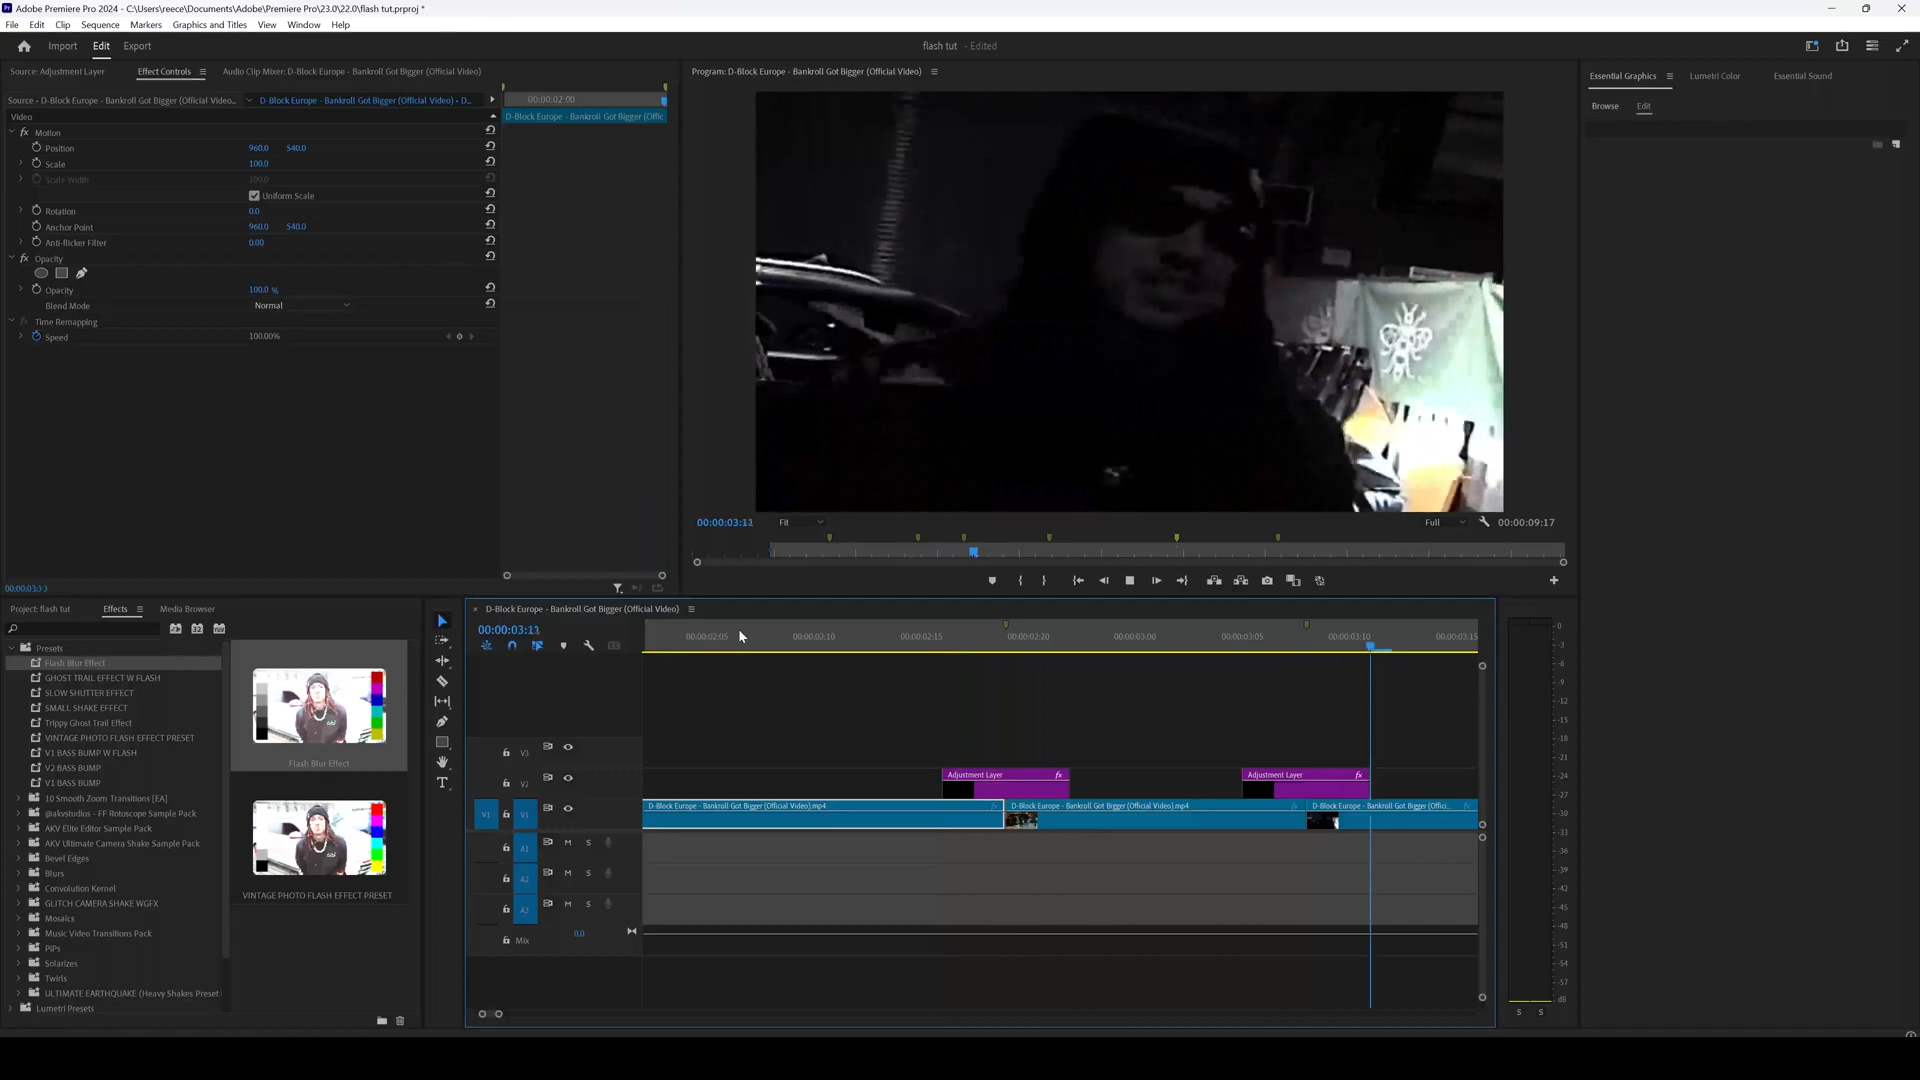 Adobe Premiere Pro 2024 - C:\Users\reece\Documents\Adobe\Premiere Pro\23.0\22.0\flash tut.prproj *
File Edit Clip Sequence Markers Graphics and Titles View Window Help
Import Edit Export
flash tut - Edited
Source: Adjustment Layer
Effect Controls
Audio Clip Mixer: D-Block Europe - Bankroll Got Bigger (Official Video)
Source • D-Block Europe - Bankroll Got Bigger (Official Video...
D-Block Europe - Bankroll Got Bigger (Official Video) • D...
00:00:02:00
Video
D-Block Europe - Bankroll Got Bigger (Offic
fx Motion
Position 960.0 540.0
Scale 100.0
Scale Width 100.0
Uniform Scale
Rotation 0.0
Anchor Point 960.0 540.0
Anti-flicker Filter 0.00
fx Opacity
Opacity 100.0 %
Blend Mode Normal
fx Time Remapping
Speed 100.00%
Program: D-Block Europe - Bankroll Got Bigger (Official Video)
00:00:03:11
Fit
Full
00:00:09:17
Essential Graphics
Lumetri Color
Essential Sound
Browse Edit
Project: flash tut
Effects
Media Browser
Presets
Flash Blur Effect
GHOST TRAIL EFFECT W FLASH
SLOW SHUTTER EFFECT
SMALL SHAKE EFFECT
Trippy Ghost Trail Effect
VINTAGE PHOTO FLASH EFFECT PRESET
V1 BASS BUMP W FLASH
V2 BASS BUMP
V1 BASS BUMP
10 Smooth Zoom Transitions [EA]
@akvstudios - FF Rotoscope Sample Pack
AKV Elite Editor Sample Pack
AKV Ultimate Camera Shake Sample Pack
Bevel Edges
Blurs
Convolution Kernel
GLITCH CAMERA SHAKE WGFX
Mosaics
Music Video Transitions Pack
PiPs
Solarizes
Twirls
ULTIMATE EARTHQUAKE (Heavy Shakes Preset
Lumetri Presets
Flash Blur Effect
VINTAGE PHOTO FLASH EFFECT PRESET
D-Block Europe - Bankroll Got Bigger (Official Video)
00:00:03:11
00:00:02:05 00:00:02:10 00:00:02:15 00:00:02:20 00:00:03:00 00:00:03:05 00:00:03:10 00:00:03:15
V3
V2
Adjustment Layer fx
Adjustment Layer fx
V1 V1
D-Block Europe - Bankroll Got Bigger (Official Video).mp4
D-Block Europe - Bankroll Got Bigger (Official Video).mp4
D-Block Europe - Bankroll Got Bigger (Offici...
A1 M S
A2 M S
A3 M S
Mix 0.0
0
-3
-6
-9
-12
-15
-18
-21
-24
-27
-30
-33
-36
-39
-42
-45
-48
-51
-54
-57
dB
S S